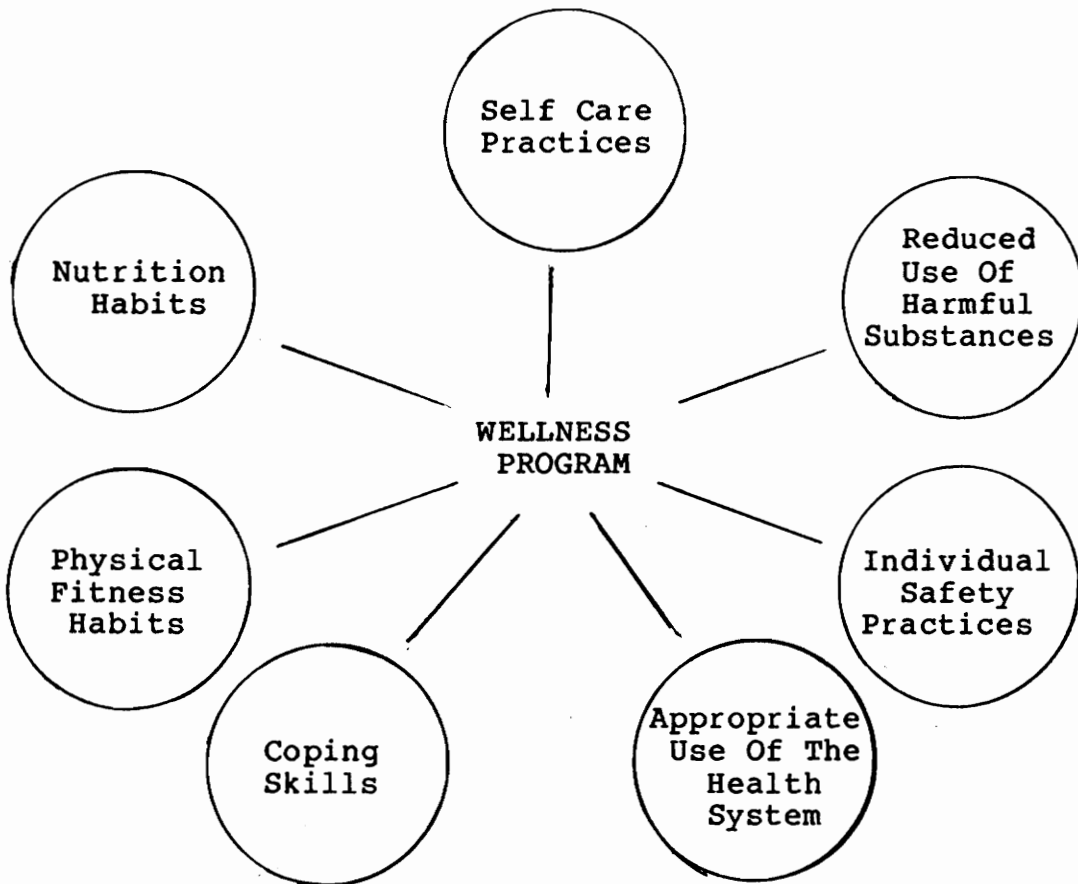 Self Care
Practices
Nutrition
Habits
Reduced
Use Of
Harmful
Substances
WELLNESS
PROGRAM
Physical
Fitness
Habits
Individual
Safety
Practices
Coping
Skills
Appropriate
Use Of The
Health
System